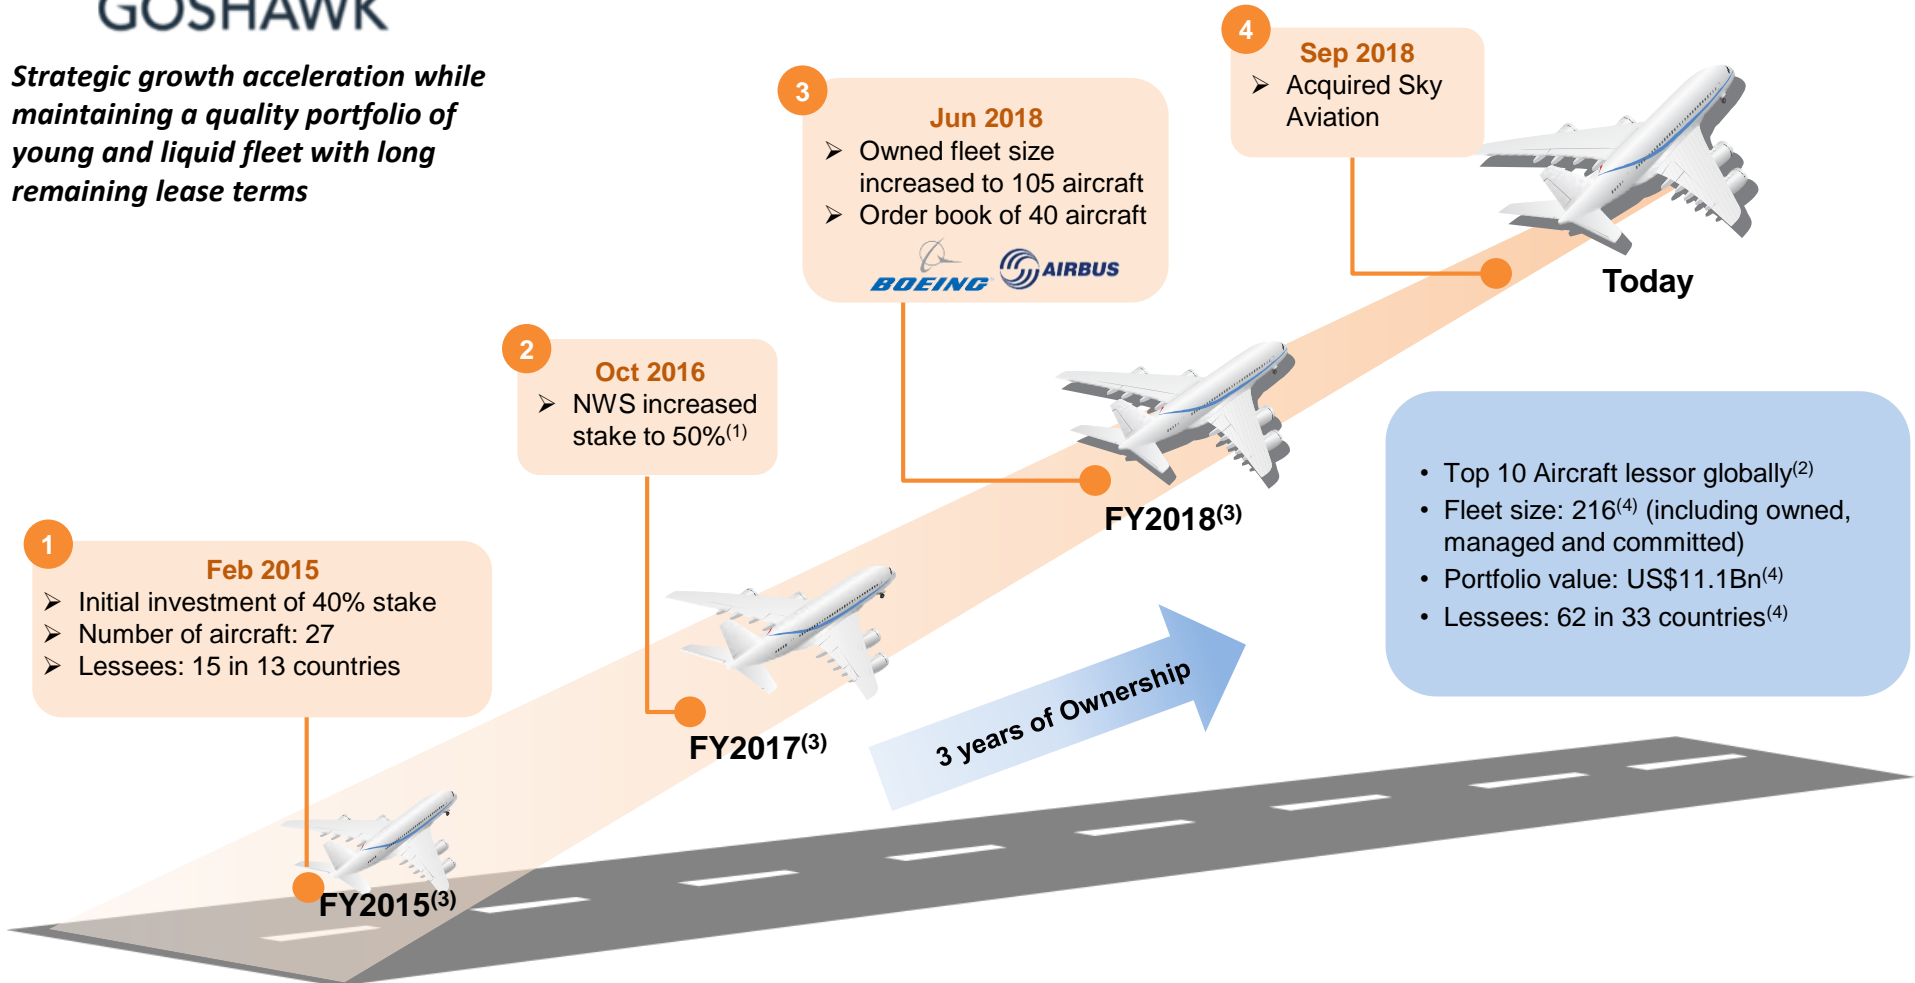 GOSHAWK
Strategic growth acceleration while
maintaining a quality portfolio of
young and liquid fleet with long
remaining lease terms
1
Feb 2015
➢ Initial investment of 40% stake
➢ Number of aircraft: 27
➢ Lessees: 15 in 13 countries
FY2015(3)
2
Oct 2016
➢ NWS increased
stake to 50%(1)
FY2017(3)
3
Jun 2018
➢ Owned fleet size
increased to 105 aircraft
➢ Order book of 40 aircraft
BOEING
AIRBUS
FY2018(3)
4
Sep 2018
➢ Acquired Sky
Aviation
Today
3 years of Ownership
• Top 10 Aircraft lessor globally(2)
• Fleet size: 216(4) (including owned,
managed and committed)
• Portfolio value: US$11.1Bn(4)
• Lessees: 62 in 33 countries(4)